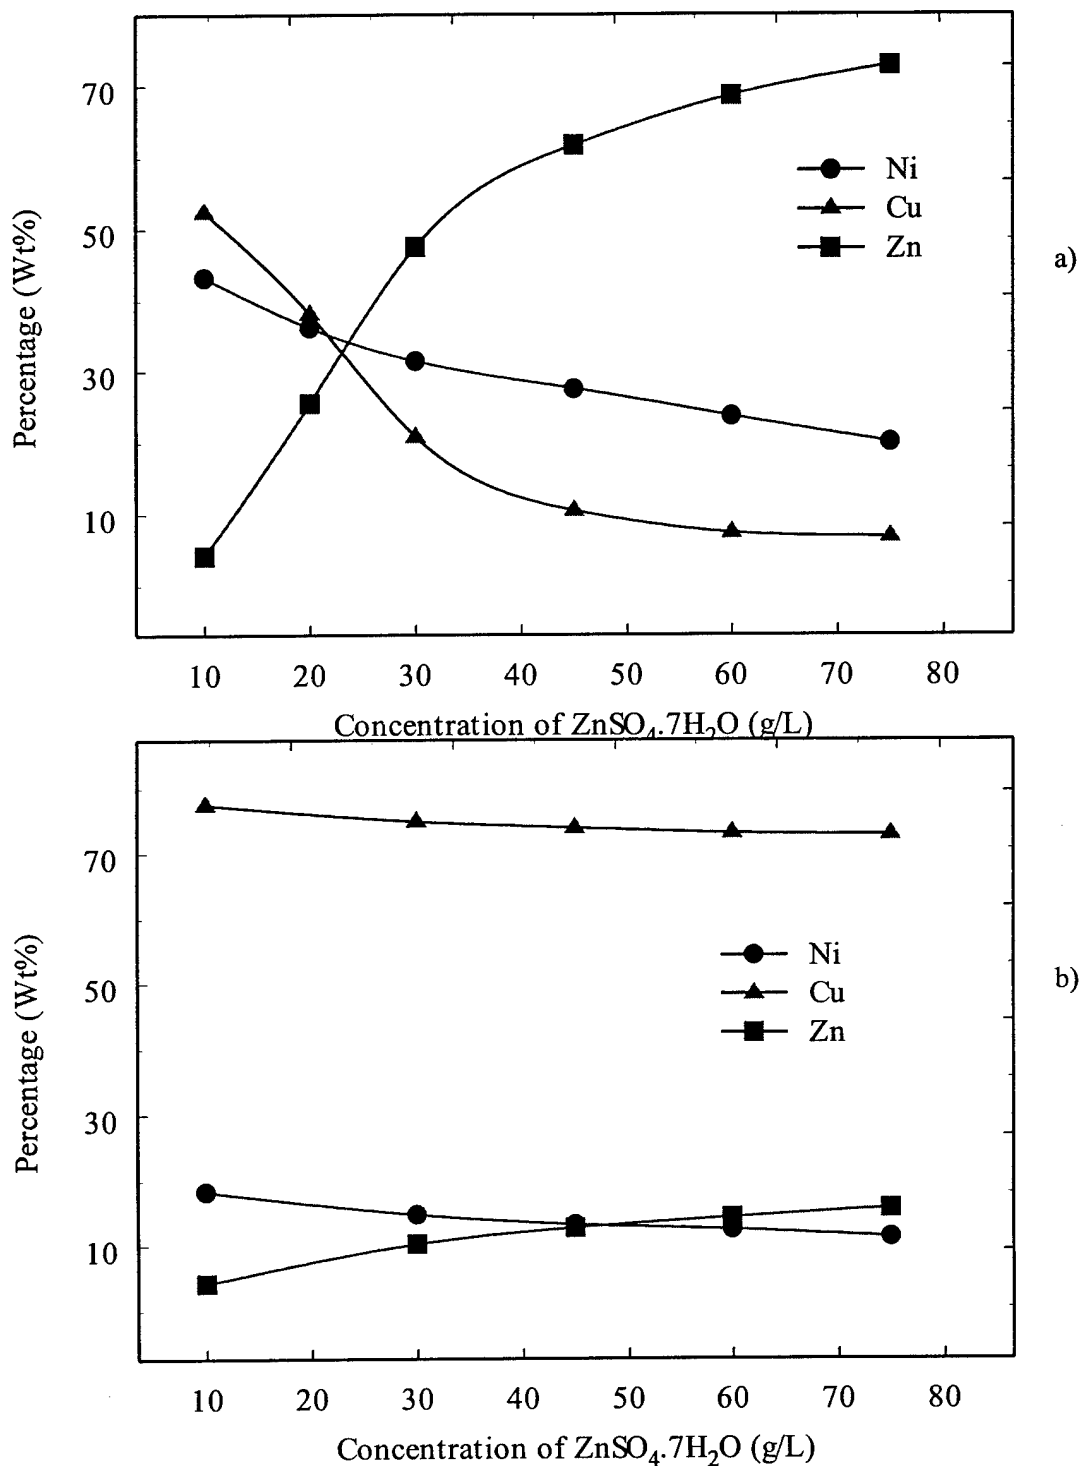 70
50
30
10
Percentage (Wt%)
Ni
Cu
Zn
a)
10 20 30 40 50 60 70 80
Concentration of ZnSO₄.7H₂O (g/L)
70
50
30
10
Percentage (Wt%)
Ni
Cu
Zn
b)
10 20 30 40 50 60 70 80
Concentration of ZnSO₄.7H₂O (g/L)